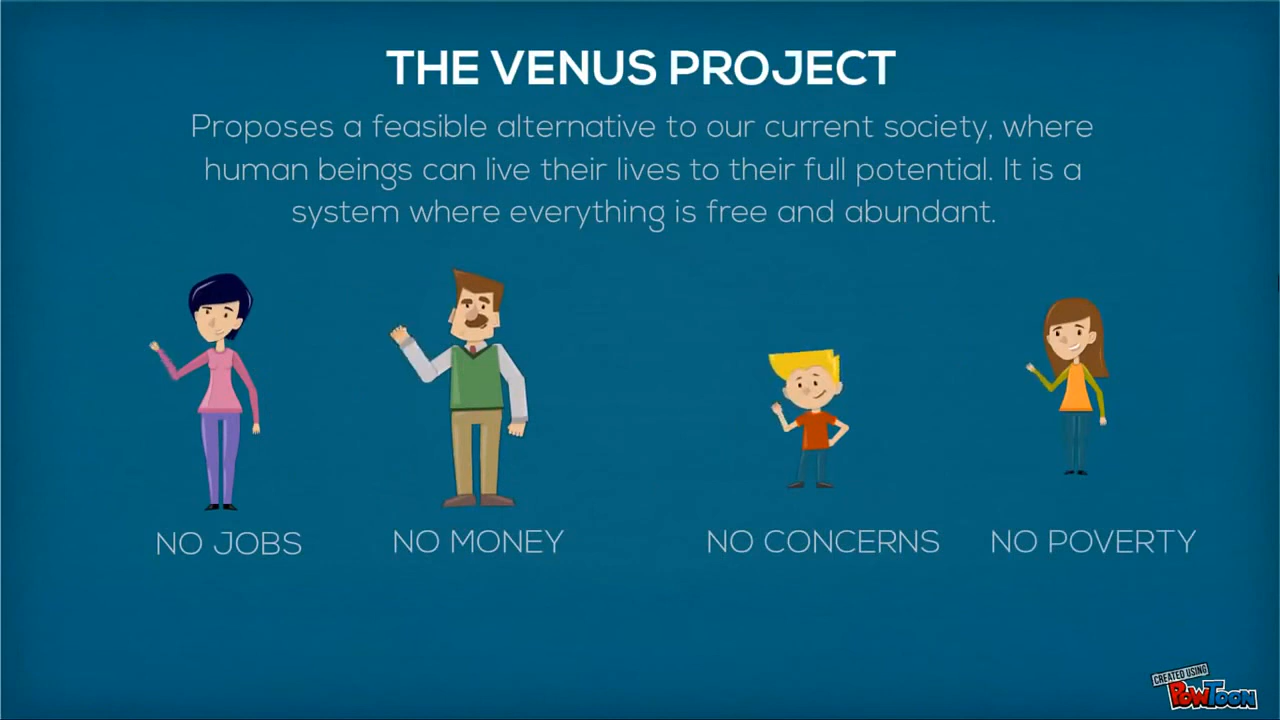 THE VENUS PROJECT
Proposes a feasible alternative to our current society, where
human beings can live their lives to their full potential. It is a
system where everything is free and abundant.
NO JOBS
NO MONEY
NO CONCERNS
NO POVERTY
CREATED USING
POWTOON